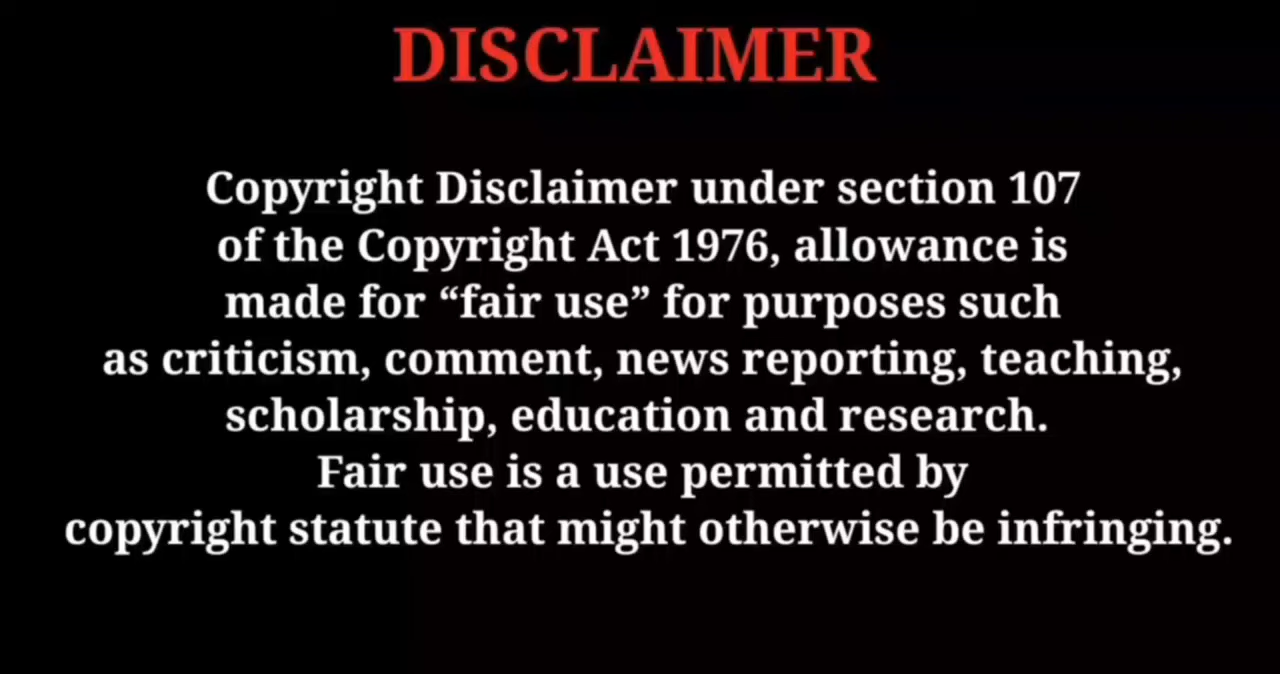 DISCLAIMER
Copyright Disclaimer under section 107
of the Copyright Act 1976, allowance is
made for “fair use” for purposes such
as criticism, comment, news reporting, teaching,
scholarship, education and research.
Fair use is a use permitted by
copyright statute that might otherwise be infringing.